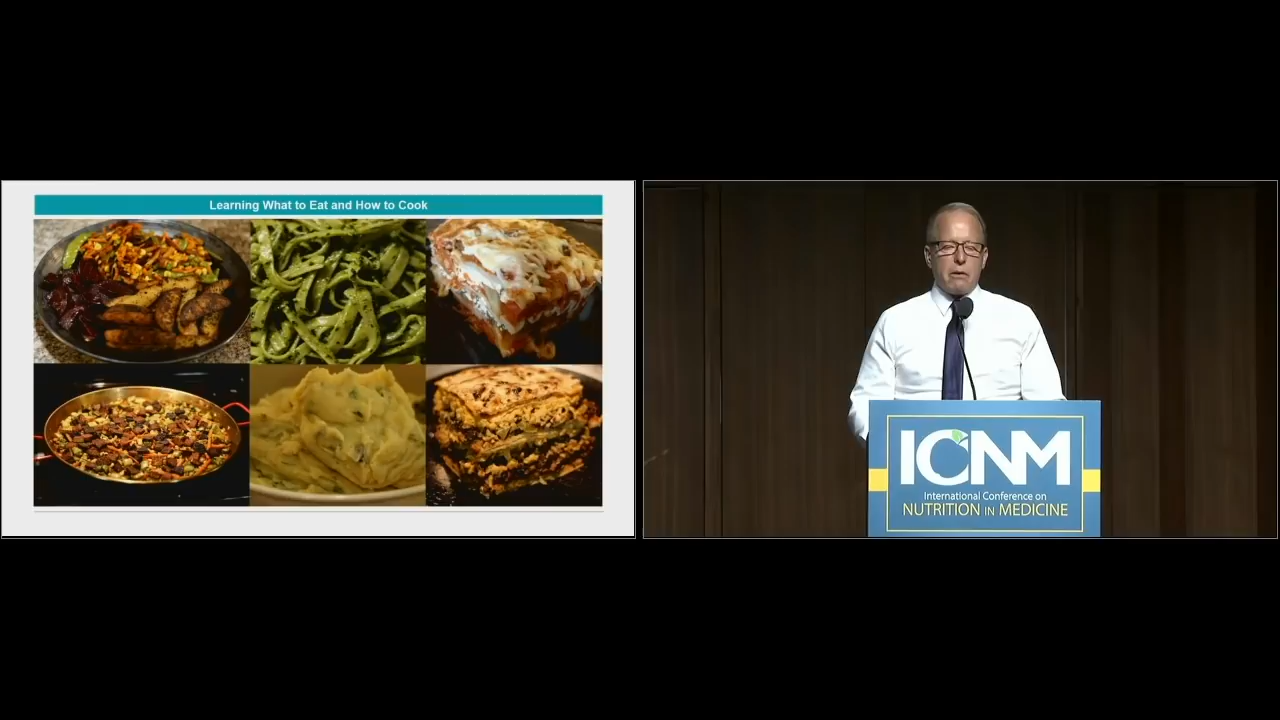 Learning What to Eat and How to Cook
ICNM
International Conference on
NUTRITION IN MEDICINE